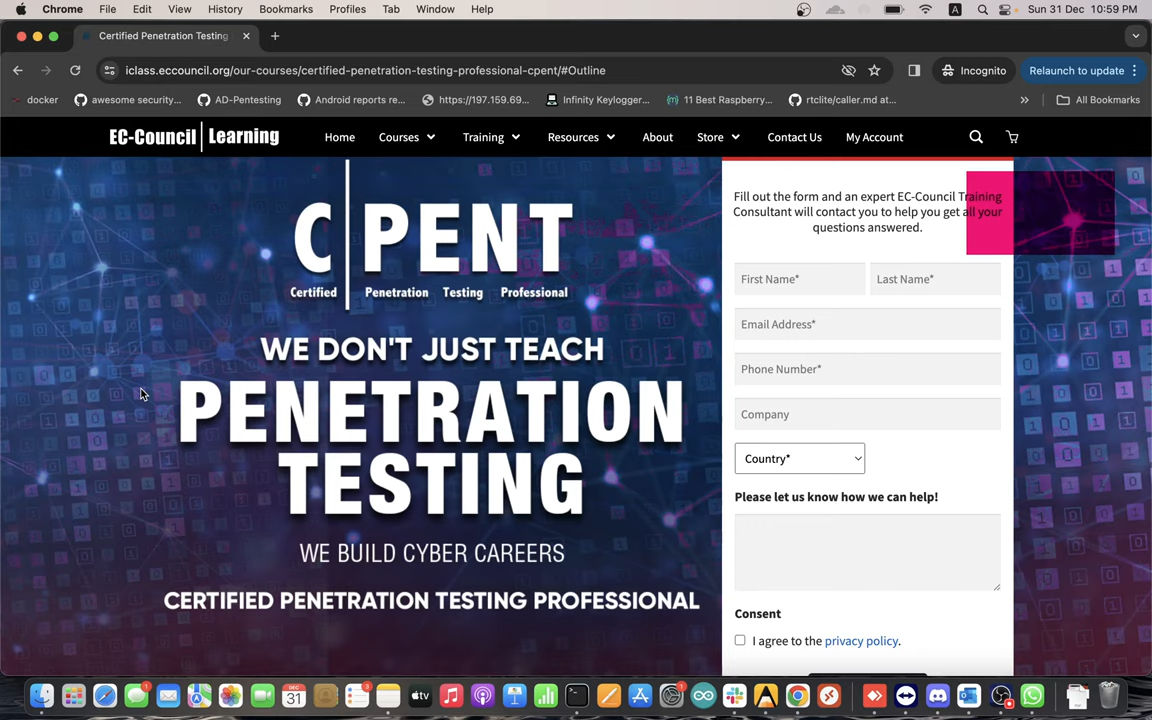 Chrome File Edit View History Bookmarks Profiles Tab Window Help
A Sun 31 Dec 10:59 PM
Certified Penetration Testing
iclass.eccouncil.org/our-courses/certified-penetration-testing-professional-cpent/#Outline
Incognito
Relaunch to update
docker
awesome security...
AD-Pentesting
Android reports re...
https://197.159.69...
Infinity Keylogger...
11 Best Raspberry...
rtclite/caller.md at...
»
All Bookmarks
EC-Council Learning
Home Courses Training Resources About Store Contact Us My Account
C PENT
Certified Penetration Testing Professional
WE DON'T JUST TEACH
PENETRATION
TESTING
WE BUILD CYBER CAREERS
CERTIFIED PENETRATION TESTING PROFESSIONAL
Fill out the form and an expert EC-Council Training
Consultant will contact you to help you get all your
questions answered.
First Name* Last Name*
Email Address*
Phone Number*
Company
Country*
Please let us know how we can help!
Consent
I agree to the privacy policy.
DEC
31
tv